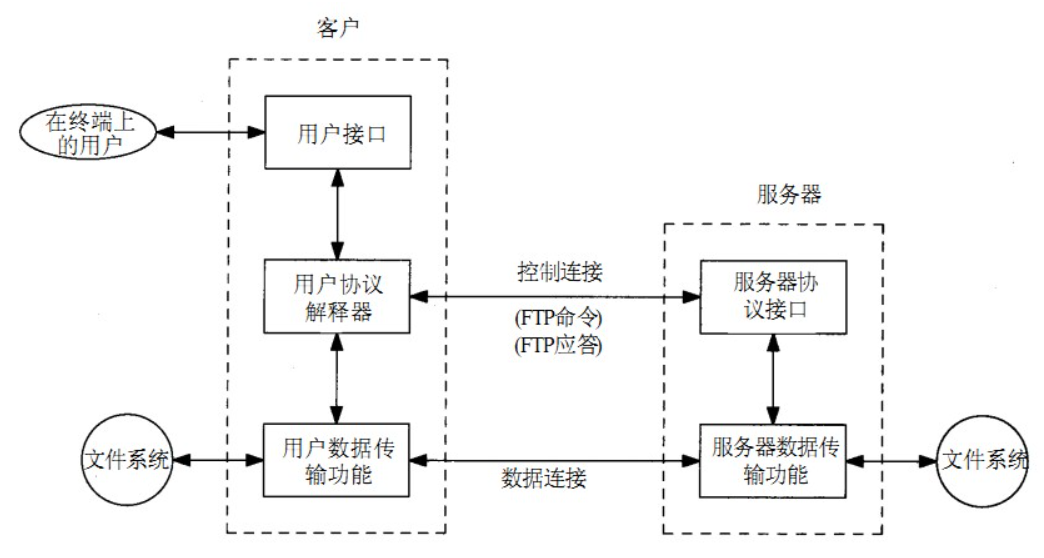 客户
在终端上
的用户
用户接口
服务器
用户协议
解释器
控制连接
(FTP命令)
(FTP应答)
服务器协
议接口
文件系统
用户数据传
输功能
数据连接
服务器数据传
输功能
文件系统